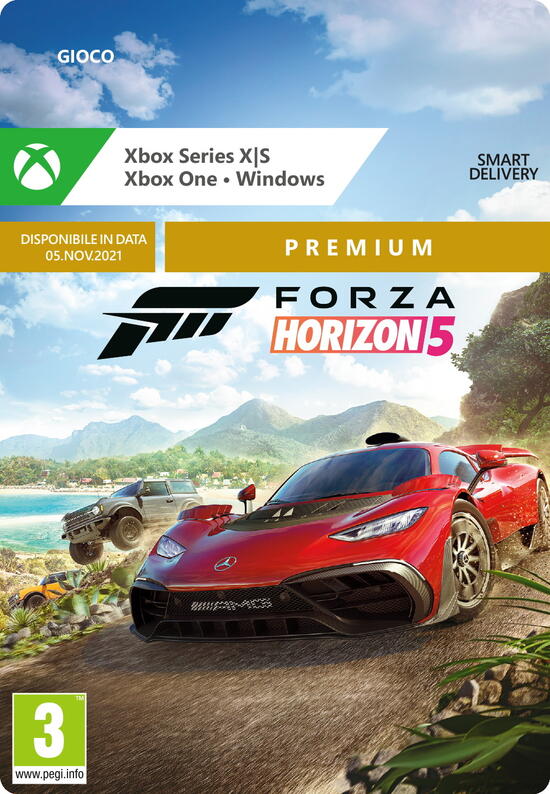 GIOCO
Xbox Series X|S
Xbox One • Windows
SMART
DELIVERY
DISPONIBILE IN DATA
05.NOV.2021
PREMIUM
FORZA
HORIZON 5
3
TM
www.pegi.info